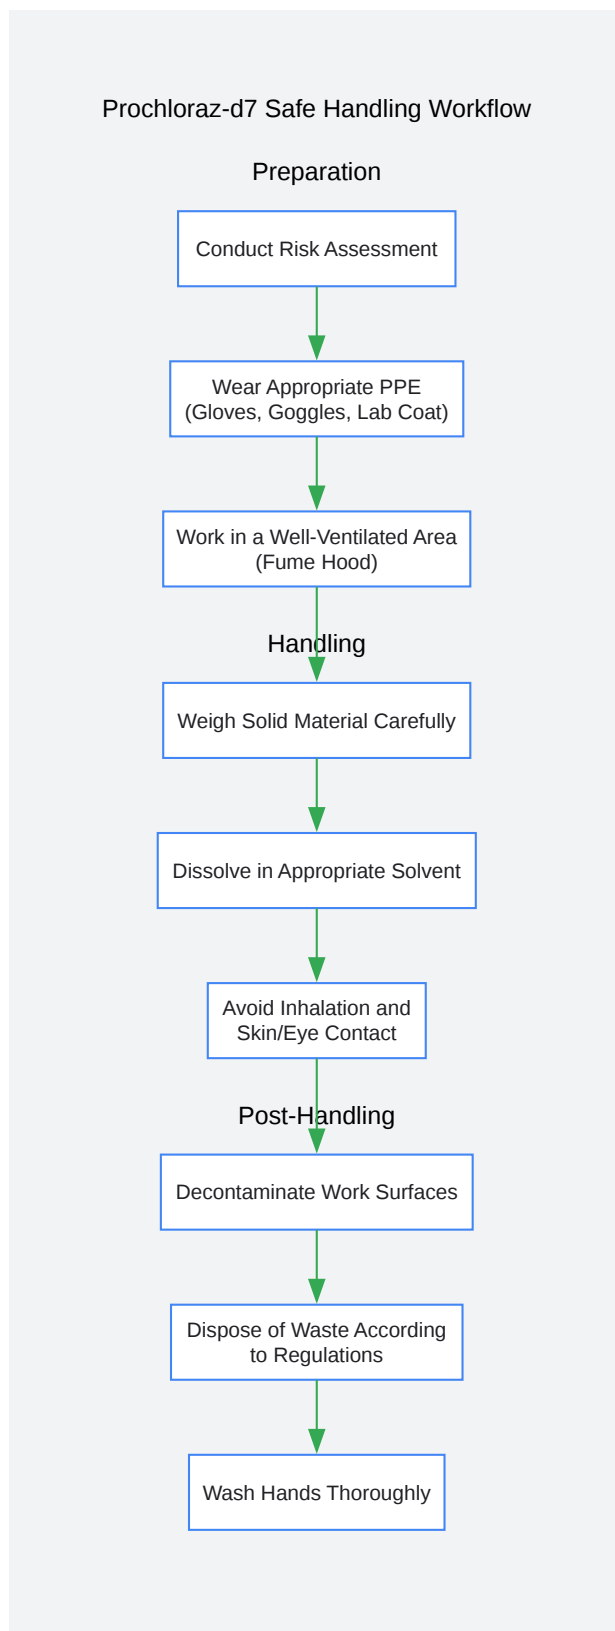 Prochloraz-d7 Safe Handling Workflow
Preparation
Conduct Risk Assessment
Wear Appropriate PPE
(Gloves, Goggles, Lab Coat)
Work in a Well-Ventilated Area
(Fume Hood)
Handling
Weigh Solid Material Carefully
Dissolve in Appropriate Solvent
Avoid Inhalation and
Skin/Eye Contact
Post-Handling
Decontaminate Work Surfaces
Dispose of Waste According
to Regulations
Wash Hands Thoroughly